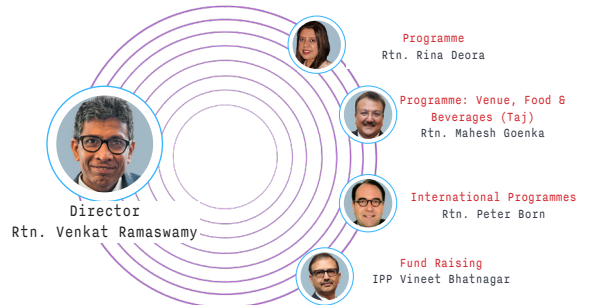 Programme
Rtn. Rina Deora
Programme: Venue, Food &
Beverages (Taj)
Rtn. Mahesh Goenka
Director
Rtn. Venkat Ramaswamy
International Programmes
Rtn. Peter Born
Fund Raising
IPP Vineet Bhatnagar